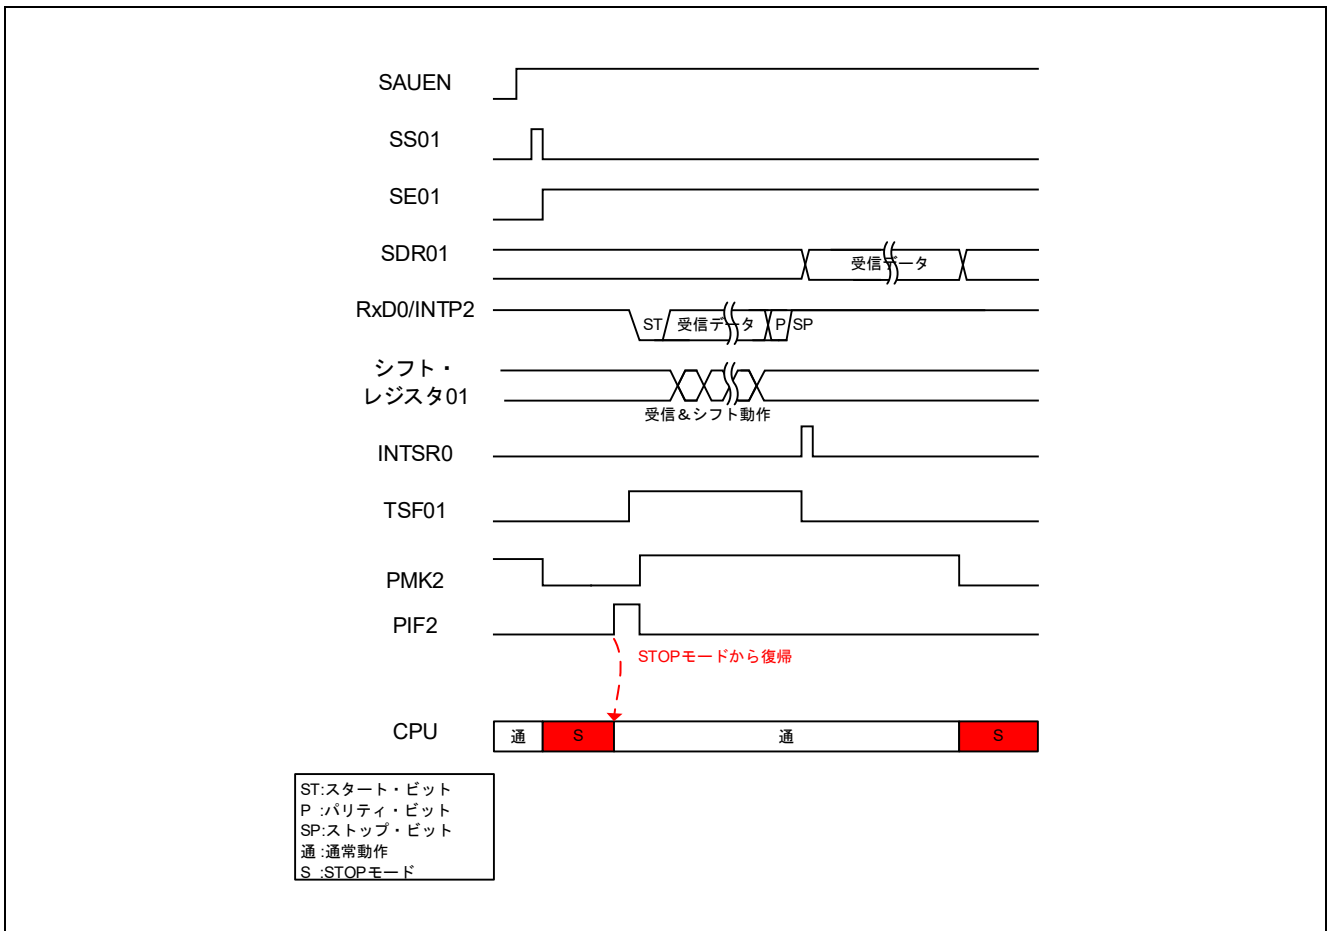 SAUEN
SS01
SE01
SDR01
受信データ
RxD0/INTP2
ST
受信データ
P
SP
シフト・
レジスタ01
受信＆シフト動作
INTSR0
TSF01
PMK2
PIF2
STOPモードから復帰
CPU
通
S
通
S
ST:スタート・ビット
P :パリティ・ビット
SP:ストップ・ビット
通 :通常動作
S :STOPモード